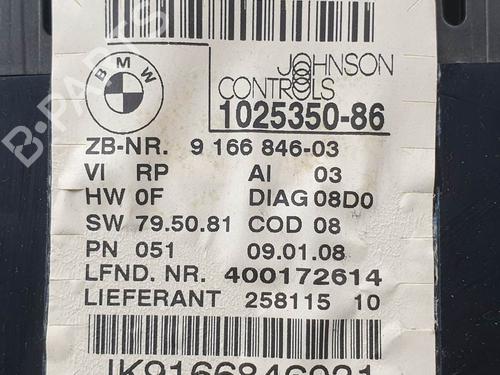 BMW
JOHNSON
CONTROLS
1025350-86
ZB-NR. 9 166 846-03
VI RP AI 03
HW 0F DIAG 08D0
SW 79.50.81 COD 08
PN 051 09.01.08
LFND. NR. 400172614
LIEFERANT 258115 10
B-PARTS